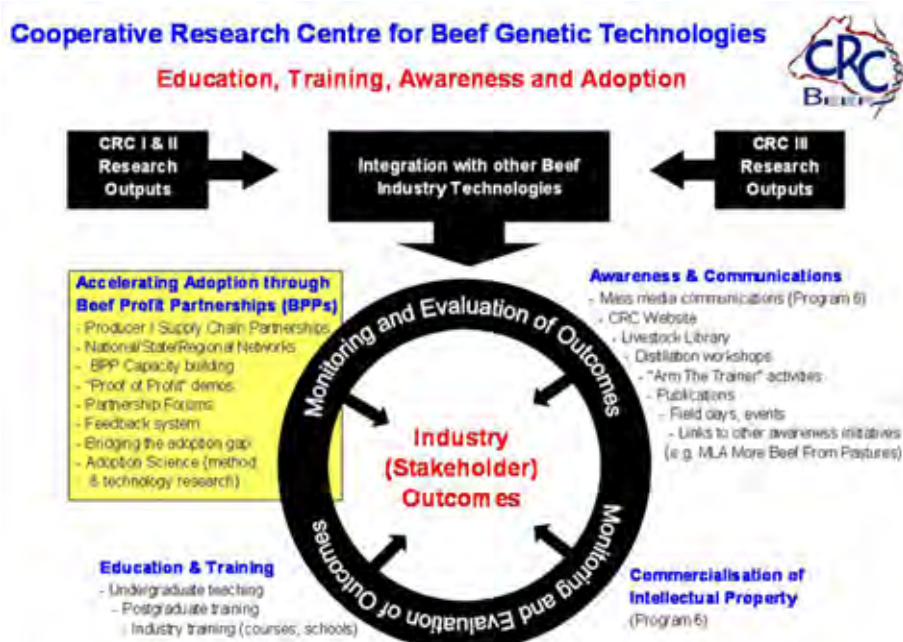 Cooperative Research Centre for Beef Genetic Technologies
Education, Training, Awareness and Adoption
CRC
BEEF
CRC I & II
Research
Outputs
Integration with other Beef
Industry Technologies
CRC III
Research
Outputs
Accelerating Adoption through
Beef Profit Partnerships (BPPs)
- Producer / Supply Chain Partnerships
- National/State/Regional Networks
- BPP Capacity building
- "Proof of Profit" demos
- Partnership Forums
- Feedback system
- Bridging the adoption gap
- Adoption Science (method
& technology research)
Awareness & Communications
- Mass media communications (Program 6)
- CRC Website
- Livestock Library
- Distillation workshops
- "Arm The Trainer" activities
- Publications
- Field days, events
- Links to other awareness initiatives
(e.g. MLA More Beef From Pastures)
Monitoring and Evaluation of Outcomes
Industry
(Stakeholder)
Outcomes
Monitoring and Evaluation of Outcomes
Education & Training
- Undergraduate teaching
- Postgraduate training
- Industry training (courses, schools)
Commercialisation of
Intellectual Property
(Program 6)